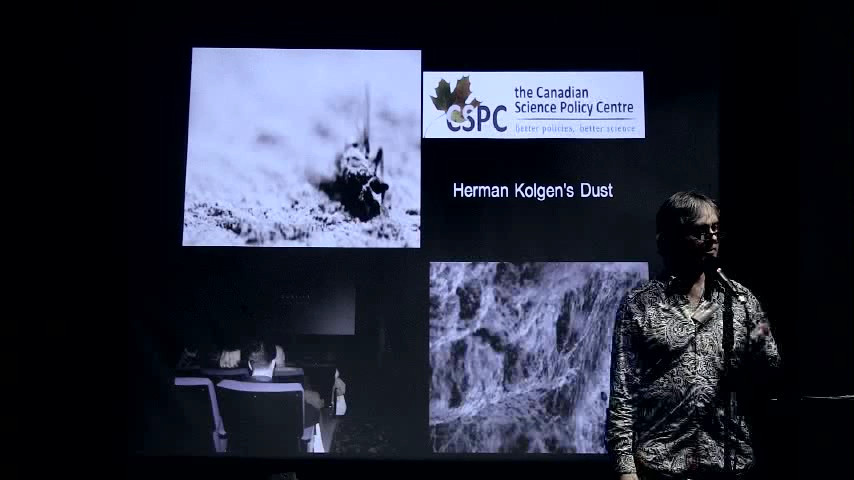 the Canadian
Science Policy Centre
CSPC
Better policies, better science
Herman Kolgen's Dust